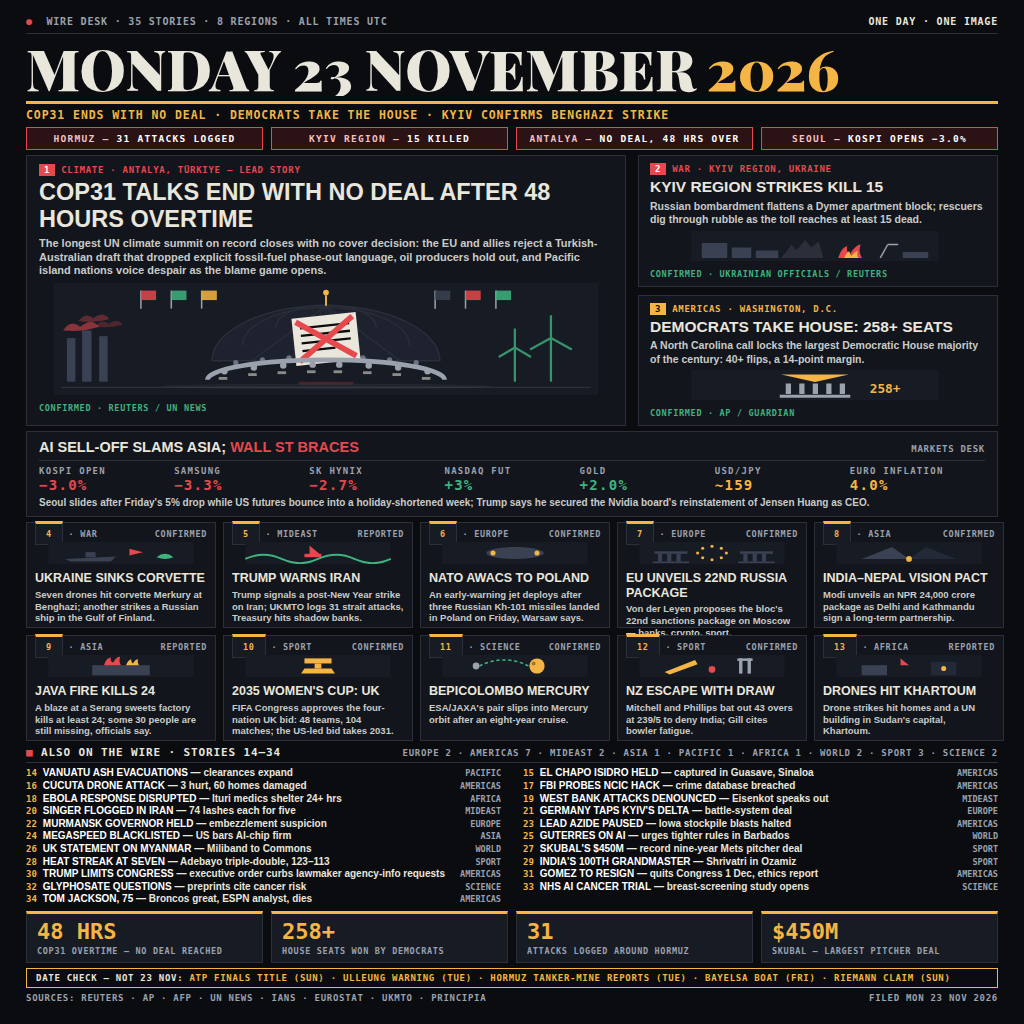 ● WIRE DESK · 35 STORIES · 8 REGIONS · ALL TIMES UTC
ONE DAY · ONE IMAGE
MONDAY 23 NOVEMBER 2026
COP31 ENDS WITH NO DEAL · DEMOCRATS TAKE THE HOUSE · KYIV CONFIRMS BENGHAZI STRIKE
HORMUZ — 31 ATTACKS LOGGED
KYIV REGION — 15 KILLED
ANTALYA — NO DEAL, 48 HRS OVER
SEOUL — KOSPI OPENS −3.0%
1 CLIMATE · ANTALYA, TÜRKIYE — LEAD STORY
COP31 TALKS END WITH NO DEAL AFTER 48
HOURS OVERTIME
The longest UN climate summit on record closes with no cover decision: the EU and allies reject a Turkish-
Australian draft that dropped explicit fossil-fuel phase-out language, oil producers hold out, and Pacific
island nations voice despair as the blame game opens.
CONFIRMED · REUTERS / UN NEWS
2 WAR · KYIV REGION, UKRAINE
KYIV REGION STRIKES KILL 15
Russian bombardment flattens a Dymer apartment block; rescuers
dig through rubble as the toll reaches at least 15 dead.
CONFIRMED · UKRAINIAN OFFICIALS / REUTERS
3 AMERICAS · WASHINGTON, D.C.
DEMOCRATS TAKE HOUSE: 258+ SEATS
A North Carolina call locks the largest Democratic House majority
of the century: 40+ flips, a 14-point margin.
258+
CONFIRMED · AP / GUARDIAN
AI SELL-OFF SLAMS ASIA; WALL ST BRACES
MARKETS DESK
KOSPI OPEN
−3.0%
SAMSUNG
−3.3%
SK HYNIX
−2.7%
NASDAQ FUT
+3%
GOLD
+2.0%
USD/JPY
~159
EURO INFLATION
4.0%
Seoul slides after Friday's 5% drop while US futures bounce into a holiday-shortened week; Trump says he secured the Nvidia board's reinstatement of Jensen Huang as CEO.
4 · WAR CONFIRMED
UKRAINE SINKS CORVETTE
Seven drones hit corvette Merkury at
Benghazi; another strikes a Russian
ship in the Gulf of Finland.
5 · MIDEAST REPORTED
TRUMP WARNS IRAN
Trump signals a post-New Year strike
on Iran; UKMTO logs 31 strait attacks,
Treasury hits shadow banks.
6 · EUROPE CONFIRMED
NATO AWACS TO POLAND
An early-warning jet deploys after
three Russian Kh-101 missiles landed
in Poland on Friday, Warsaw says.
7 · EUROPE CONFIRMED
EU UNVEILS 22ND RUSSIA
PACKAGE
Von der Leyen proposes the bloc's
22nd sanctions package on Moscow
— banks, crypto, sport.
8 · ASIA CONFIRMED
INDIA–NEPAL VISION PACT
Modi unveils an NPR 24,000 crore
package as Delhi and Kathmandu
sign a long-term partnership.
9 · ASIA REPORTED
JAVA FIRE KILLS 24
A blaze at a Serang sweets factory
kills at least 24; some 30 people are
still missing, officials say.
10 · SPORT CONFIRMED
2035 WOMEN'S CUP: UK
FIFA Congress approves the four-
nation UK bid: 48 teams, 104
matches; the US-led bid takes 2031.
11 · SCIENCE CONFIRMED
BEPICOLOMBO MERCURY
ESA/JAXA's pair slips into Mercury
orbit after an eight-year cruise.
12 · SPORT CONFIRMED
NZ ESCAPE WITH DRAW
Mitchell and Phillips bat out 43 overs
at 239/5 to deny India; Gill cites
bowler fatigue.
13 · AFRICA REPORTED
DRONES HIT KHARTOUM
Drone strikes hit homes and a UN
building in Sudan's capital,
Khartoum.
■ ALSO ON THE WIRE · STORIES 14–34
EUROPE 2 · AMERICAS 7 · MIDEAST 2 · ASIA 1 · PACIFIC 1 · AFRICA 1 · WORLD 2 · SPORT 3 · SCIENCE 2
14 VANUATU ASH EVACUATIONS — clearances expand PACIFIC
15 EL CHAPO ISIDRO HELD — captured in Guasave, Sinaloa AMERICAS
16 CÚCUTA DRONE ATTACK — 3 hurt, 60 homes damaged AMERICAS
17 FBI PROBES NCIC HACK — crime database breached AMERICAS
18 EBOLA RESPONSE DISRUPTED — Ituri medics shelter 24+ hrs AFRICA
19 WEST BANK ATTACKS DENOUNCED — Eisenkot speaks out MIDEAST
20 SINGER FLOGGED IN IRAN — 74 lashes each for five MIDEAST
21 GERMANY TAPS KYIV'S DELTA — battle-system deal EUROPE
22 MURMANSK GOVERNOR HELD — embezzlement suspicion EUROPE
23 LEAD AZIDE PAUSED — Iowa stockpile blasts halted AMERICAS
24 MEGASPEED BLACKLISTED — US bars AI-chip firm ASIA
25 GUTERRES ON AI — urges tighter rules in Barbados WORLD
26 UK STATEMENT ON MYANMAR — Miliband to Commons WORLD
27 SKUBAL'S $450M — record nine-year Mets pitcher deal SPORT
28 HEAT STREAK AT SEVEN — Adebayo triple-double, 123–113 SPORT
29 INDIA'S 100TH GRANDMASTER — Shrivatri in Ozamiz SPORT
30 TRUMP LIMITS CONGRESS — executive order curbs lawmaker agency-info requests AMERICAS
31 GOMEZ TO RESIGN — quits Congress 1 Dec, ethics report AMERICAS
32 GLYPHOSATE QUESTIONS — preprints cite cancer risk SCIENCE
33 NHS AI CANCER TRIAL — breast-screening study opens SCIENCE
34 TOM JACKSON, 75 — Broncos great, ESPN analyst, dies AMERICAS
48 HRS
COP31 OVERTIME — NO DEAL REACHED
258+
HOUSE SEATS WON BY DEMOCRATS
31
ATTACKS LOGGED AROUND HORMUZ
$450M
SKUBAL — LARGEST PITCHER DEAL
DATE CHECK — NOT 23 NOV: ATP FINALS TITLE (SUN) · ULLEUNG WARNING (TUE) · HORMUZ TANKER-MINE REPORTS (TUE) · BAYELSA BOAT (FRI) · RIEMANN CLAIM (SUN)
SOURCES: REUTERS · AP · AFP · UN NEWS · IANS · EUROSTAT · UKMTO · PRINCIPIA
FILED MON 23 NOV 2026